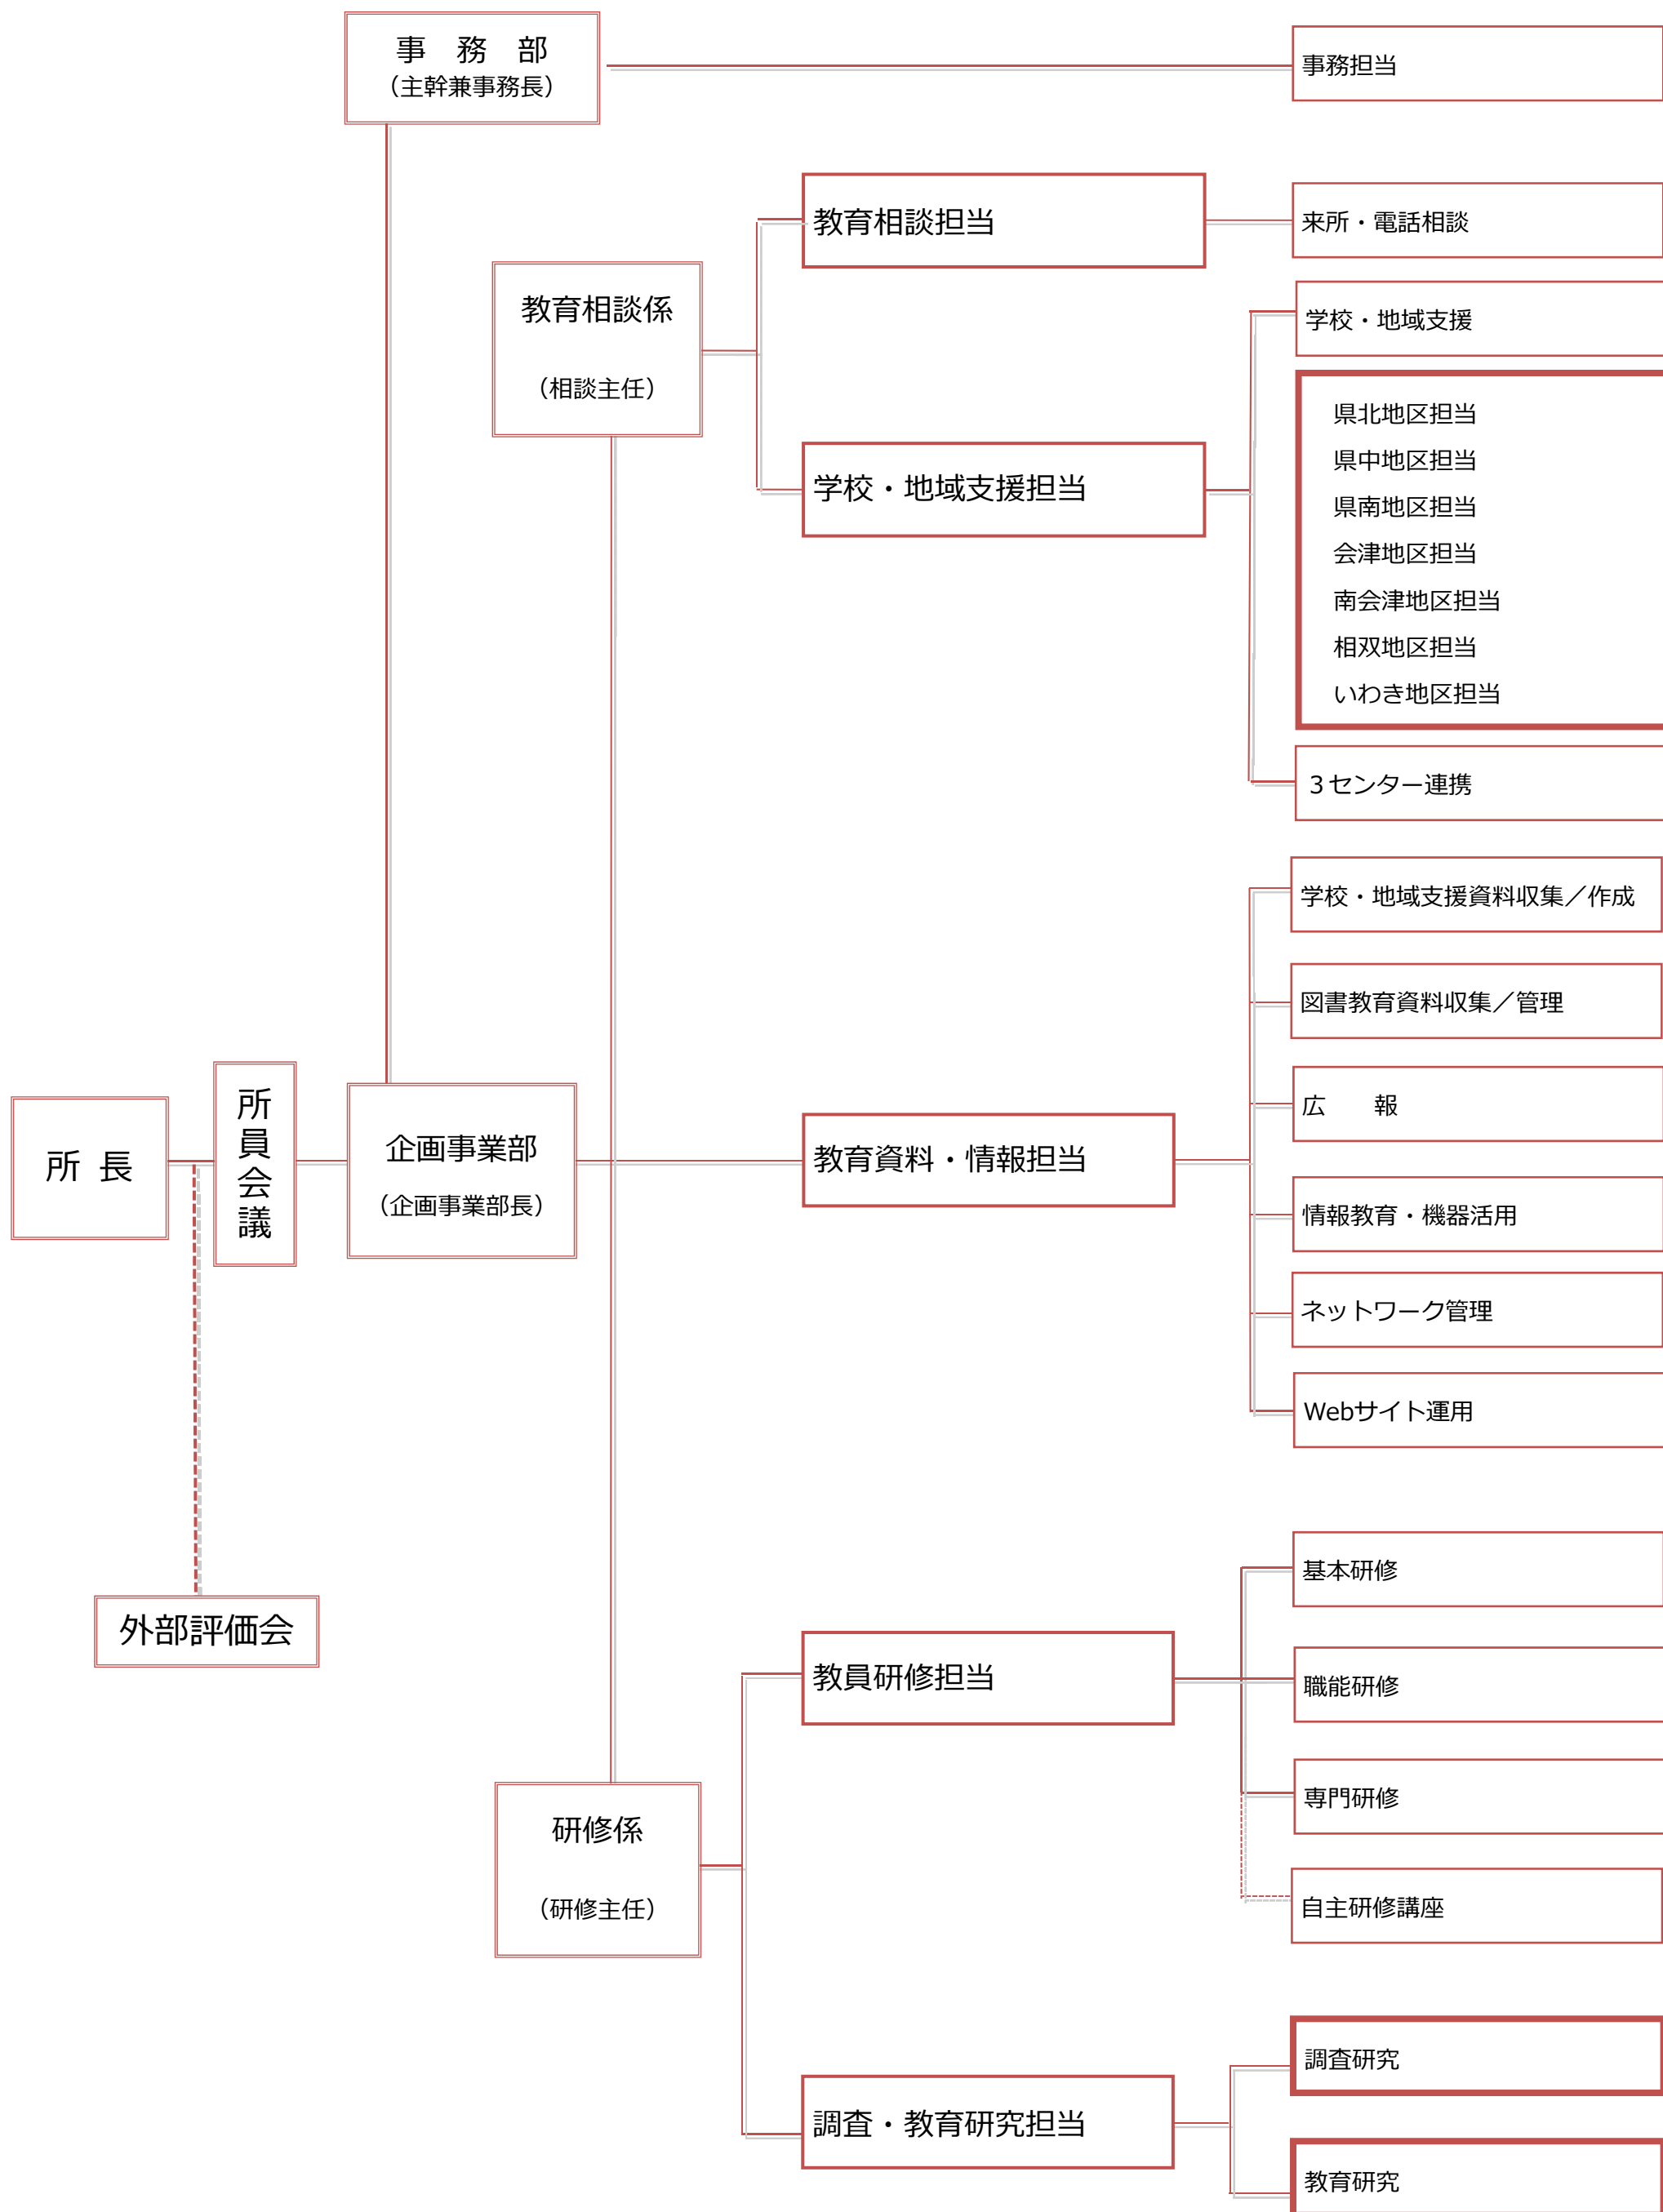 事　務　部
（主幹兼事務長）
事務担当
教育相談担当
来所・電話相談
教育相談係
（相談主任）
学校・地域支援
県北地区担当
県中地区担当
学校・地域支援担当
県南地区担当
会津地区担当
南会津地区担当
相双地区担当
いわき地区担当
３センター連携
学校・地域支援資料収集／作成
図書教育資料収集／管理
広　　報
所 長
所員会議
企画事業部
（企画事業部長）
教育資料・情報担当
情報教育・機器活用
ネットワーク管理
Webサイト運用
外部評価会
基本研修
教員研修担当
職能研修
専門研修
研修係
（研修主任）
自主研修講座
調査研究
調査・教育研究担当
教育研究